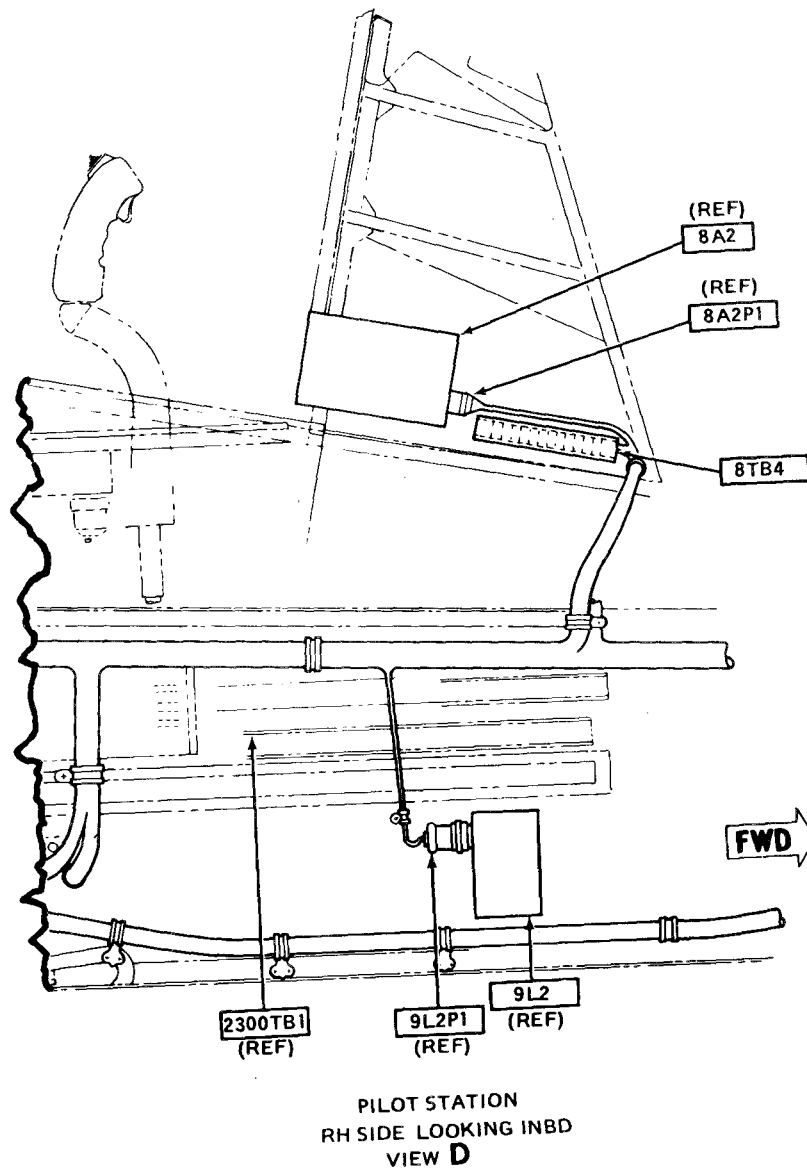 (REF)
8A2
(REF)
8A2P1
8TB4
FWD
2300TB1
(REF)
9L2P1
(REF)
9L2
(REF)
PILOT STATION
RH SIDE LOOKING INBD
VIEW D